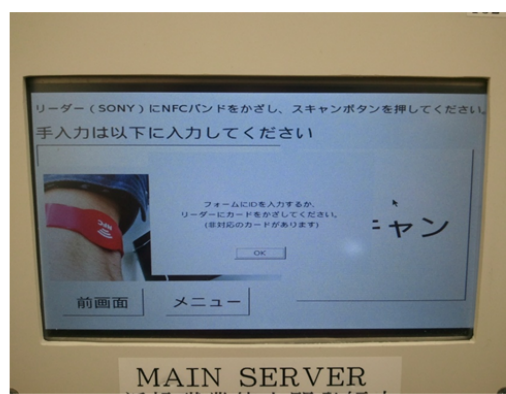 リーダー（SONY）にNFCバンドをかざし、スキャンボタンを押してください。
手入力は以下に入力してください
フォームにIDを入力するか、
リーダーにカードをかざしてください。
(非対応のカードがあります)
OK
キャン
NFC
前画面
メニュー
MAIN SERVER